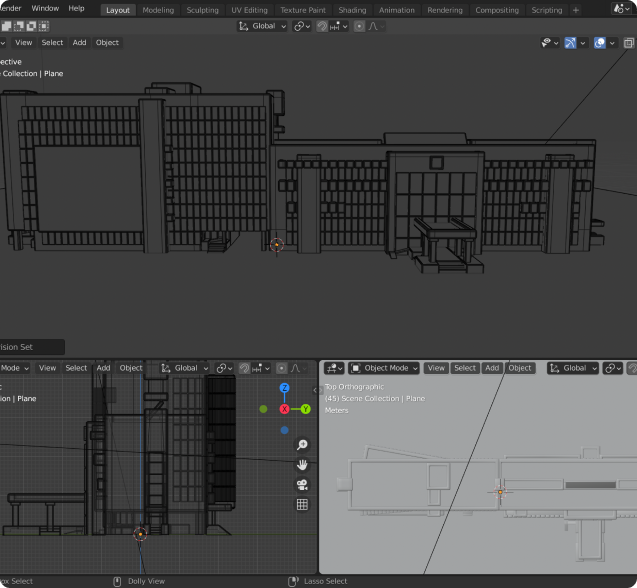 ender Window Help Layout Modeling Sculpting UV Editing Texture Paint Shading Animation Rendering Compositing Scripting +
Global
View Select Add Object
pective
Collection | Plane
ision Set
Mode View Select Add Object Global
Object Mode View Select Add Object Global
ion | Plane
Z
X
Y
Top Orthographic
(45) Scene Collection | Plane
Meters
ox Select Dolly View Lasso Select